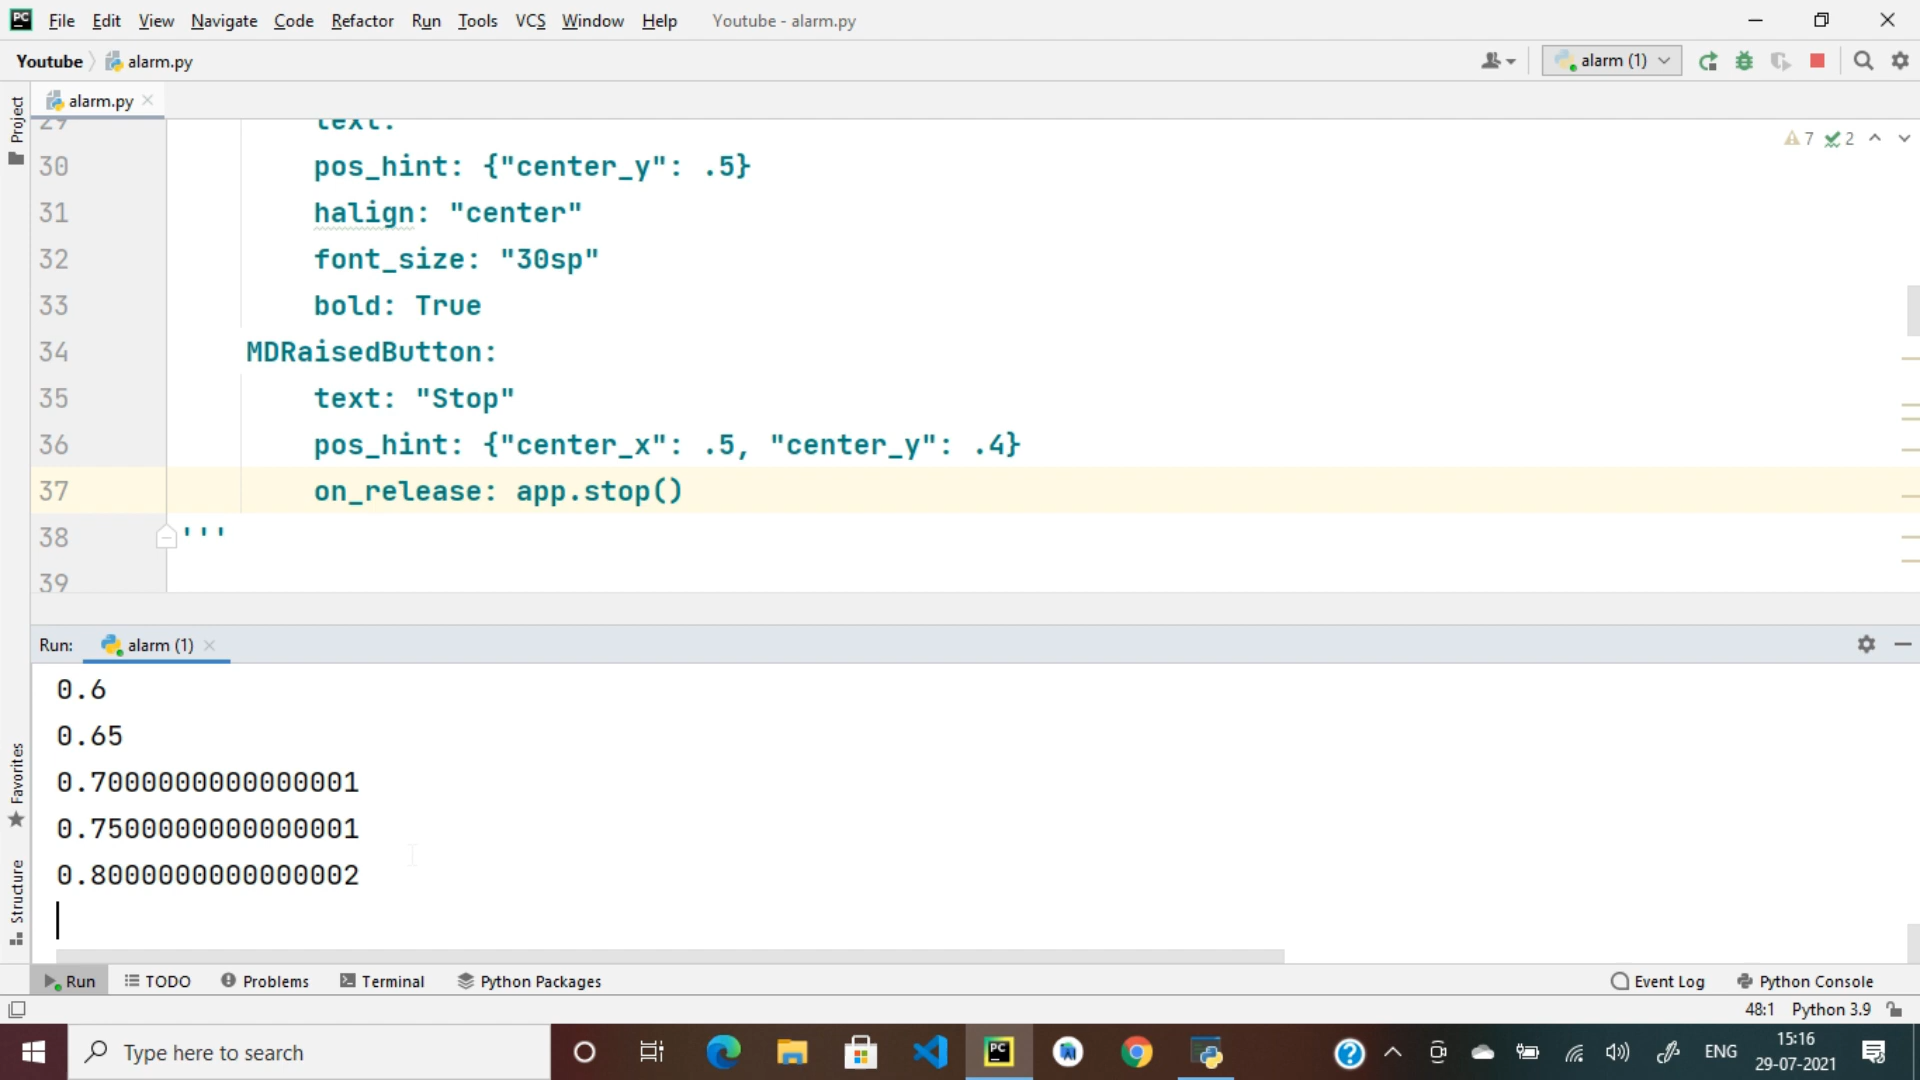 File Edit View Navigate Code Refactor Run Tools VCS Window Help Youtube - alarm.py
Youtube alarm.py alarm (1)
Project
alarm.py
7 2
29 text:
30 pos_hint: {"center_y": .5}
31 halign: "center"
32 font_size: "30sp"
33 bold: True
34 MDRaisedButton:
35 text: "Stop"
36 pos_hint: {"center_x": .5, "center_y": .4}
37 on_release: app.stop()
38 '''
39
Run: alarm (1)
0.6
0.65
0.7000000000000001
0.7500000000000001
0.8000000000000002
Favorites
Structure
Run TODO Problems Terminal Python Packages Event Log Python Console
48:1 Python 3.9
Type here to search
PC
ENG
15:16
29-07-2021